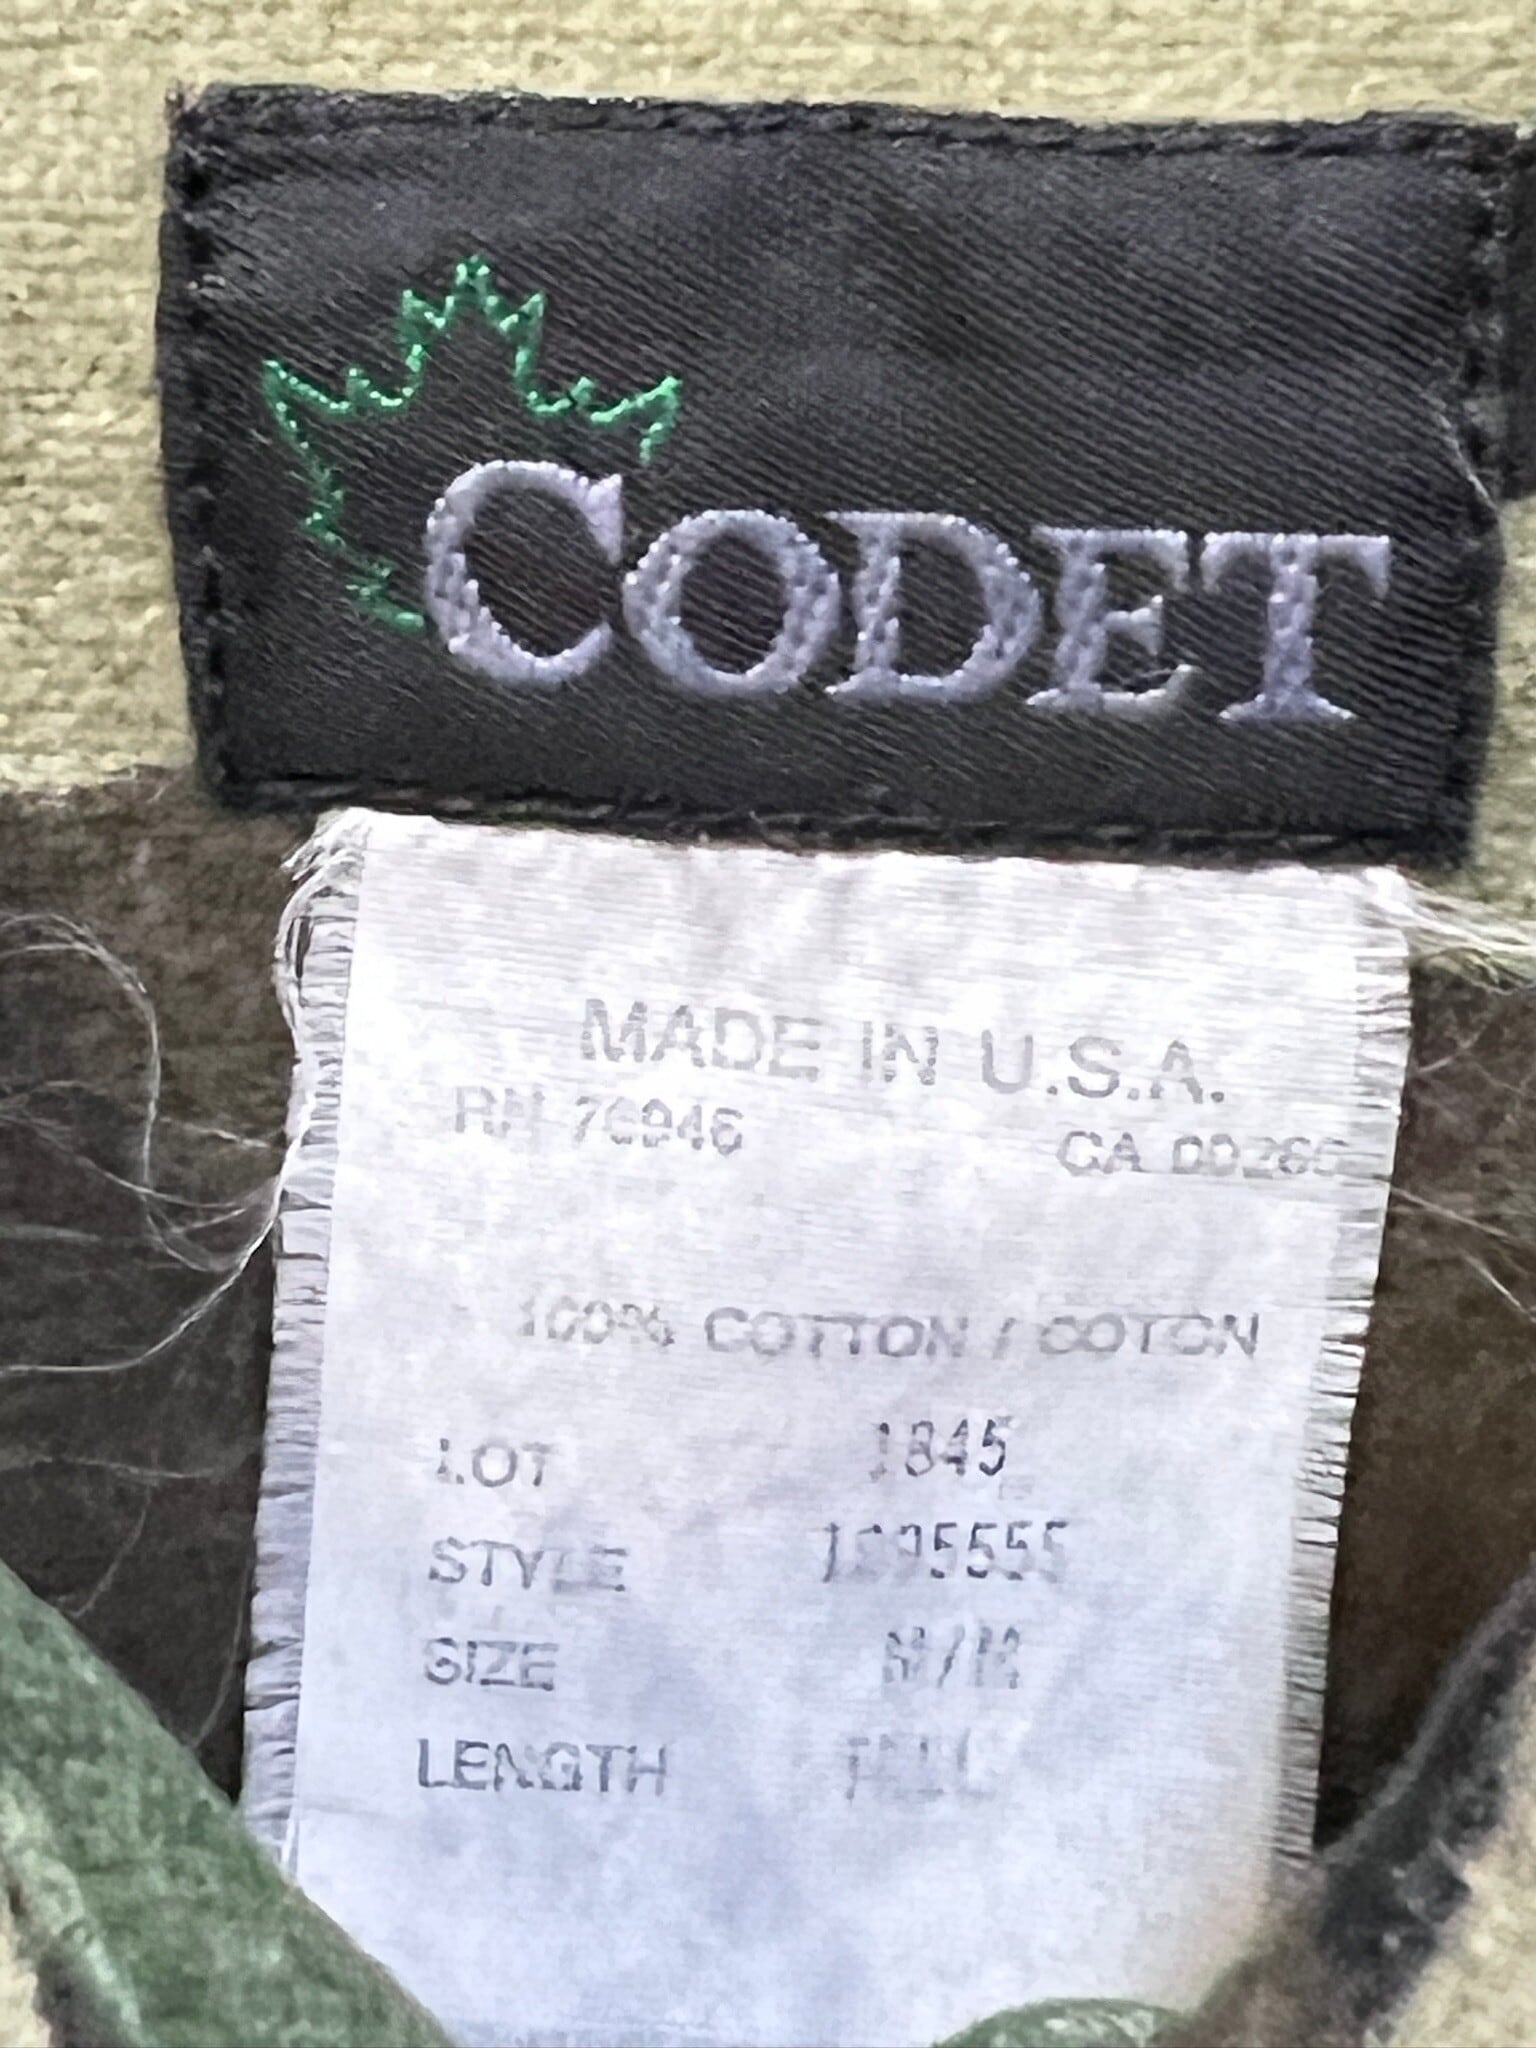 CODET
MADE IN U.S.A.
RN 76946 CA 00260
100% COTTON / COTON
LOT 1845
STYLE
SIZE M/M
LENGTH